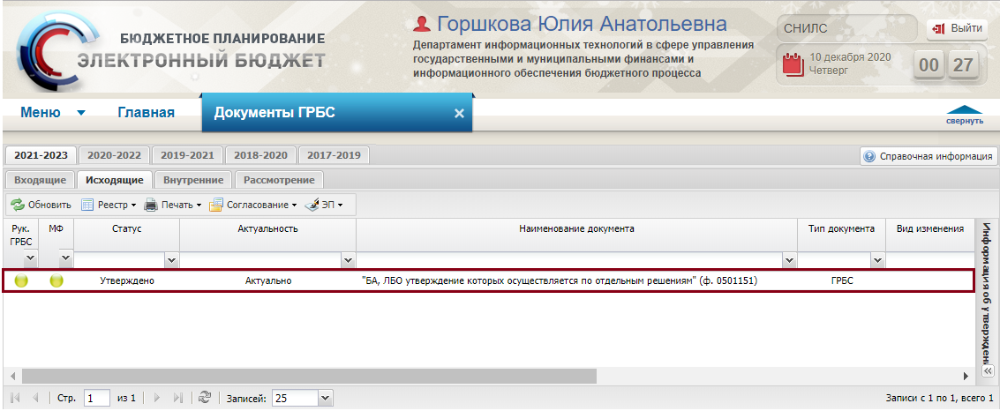 БЮДЖЕТНОЕ ПЛАНИРОВАНИЕ
ЭЛЕКТРОННЫЙ БЮДЖЕТ
Горшкова Юлия Анатольевна
Департамент информационных технологий в сфере управления
государственными и муниципальными финансами и
информационного обеспечения бюджетного процесса
СНИЛС
Выйти
10 декабря 2020
Четверг
00 27
Меню Главная Документы ГРБС
свернуть
2021-2023 2020-2022 2019-2021 2018-2020 2017-2019
Справочная информация
Входящие Исходящие Внутренние Рассмотрение
Обновить Реестр Печать Согласование ЭП
Рук. ГРБС МФ Статус Актуальность Наименование документа Тип документа Вид изменения
Утверждено Актуально "БА, ЛБО утверждение которых осуществляется по отдельным решениям" (ф. 0501151) ГРБС
Информация об утвержден
Стр. 1 из 1 Записей: 25
Записи с 1 по 1, всего 1